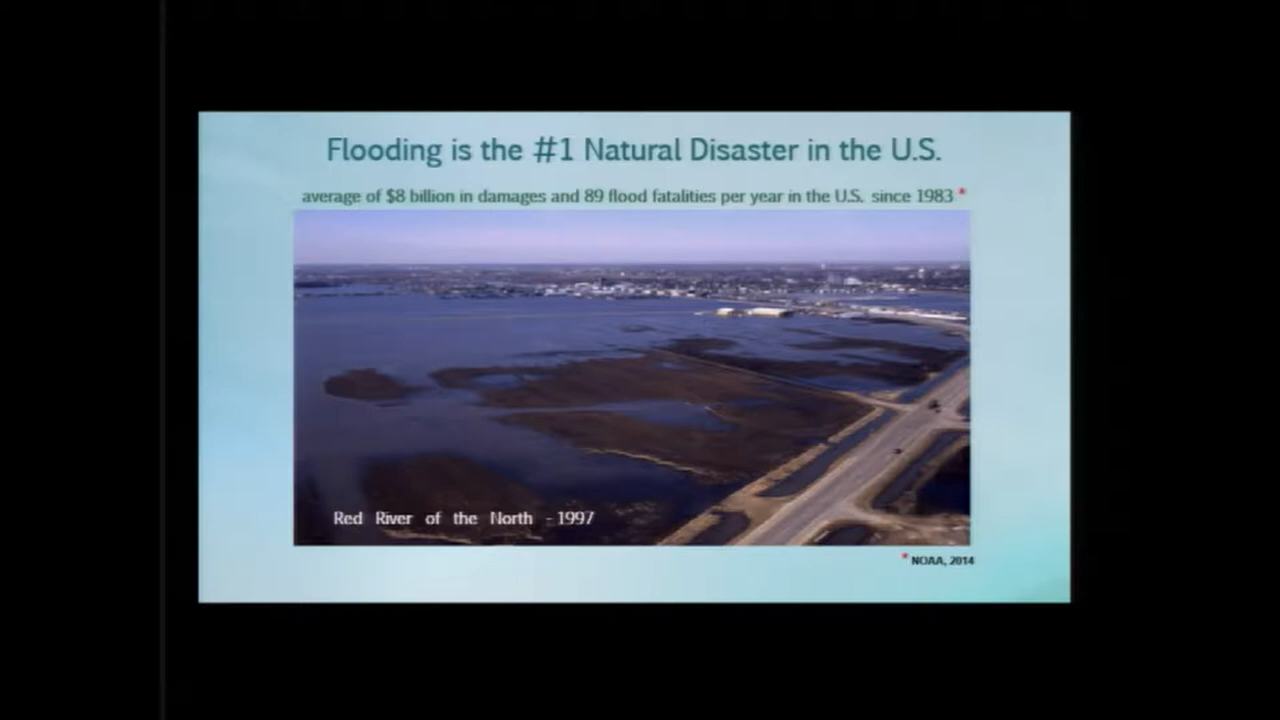 Flooding is the #1 Natural Disaster in the U.S.
average of $8 billion in damages and 89 flood fatalities per year in the U.S. since 1983 *
Red River of the North - 1997
* NOAA, 2014